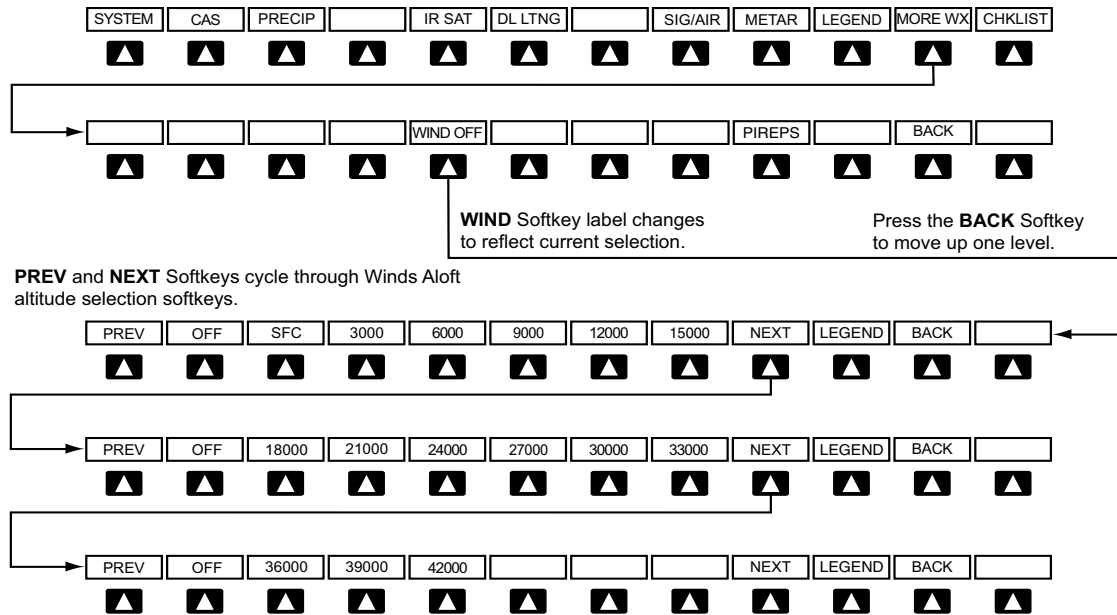 SYSTEM CAS PRECIP IR SAT DL LTNG SIG/AIR METAR LEGEND MORE WX CHKLIST
WIND OFF PIREPS BACK
WIND Softkey label changes
to reflect current selection.
Press the BACK Softkey
to move up one level.
PREV and NEXT Softkeys cycle through Winds Aloft
altitude selection softkeys.
PREV OFF SFC 3000 6000 9000 12000 15000 NEXT LEGEND BACK
PREV OFF 18000 21000 24000 27000 30000 33000 NEXT LEGEND BACK
PREV OFF 36000 39000 42000 NEXT LEGEND BACK